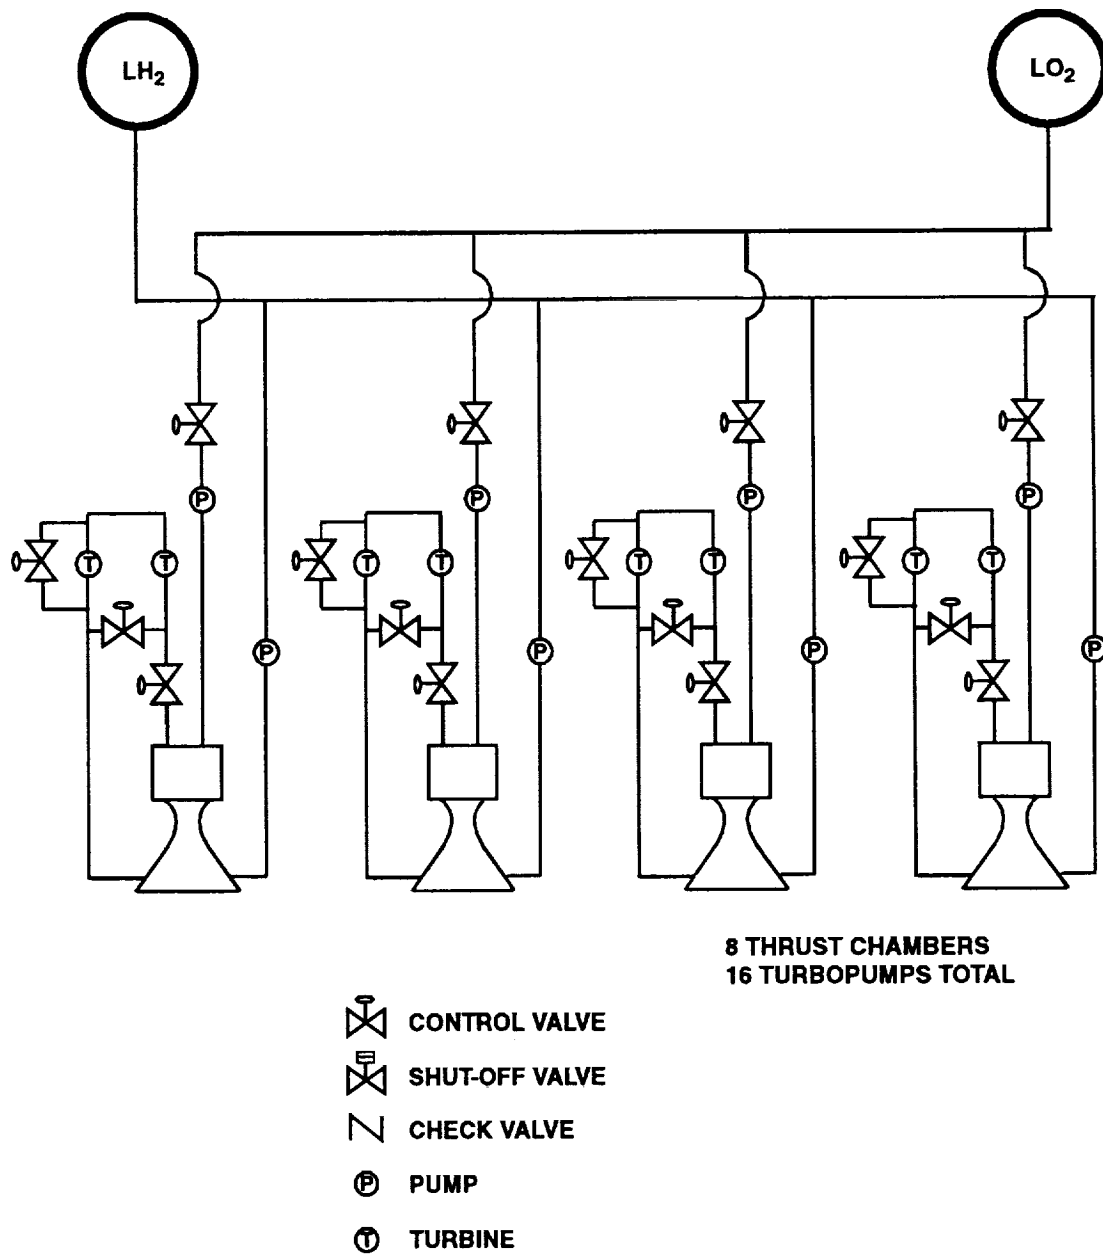 LH₂
LO₂
P
P
P
P
T
T
T
T
T
T
T
T
P
P
P
P
8 THRUST CHAMBERS
16 TURBOPUMPS TOTAL
CONTROL VALVE
SHUT-OFF VALVE
CHECK VALVE
P PUMP
T TURBINE